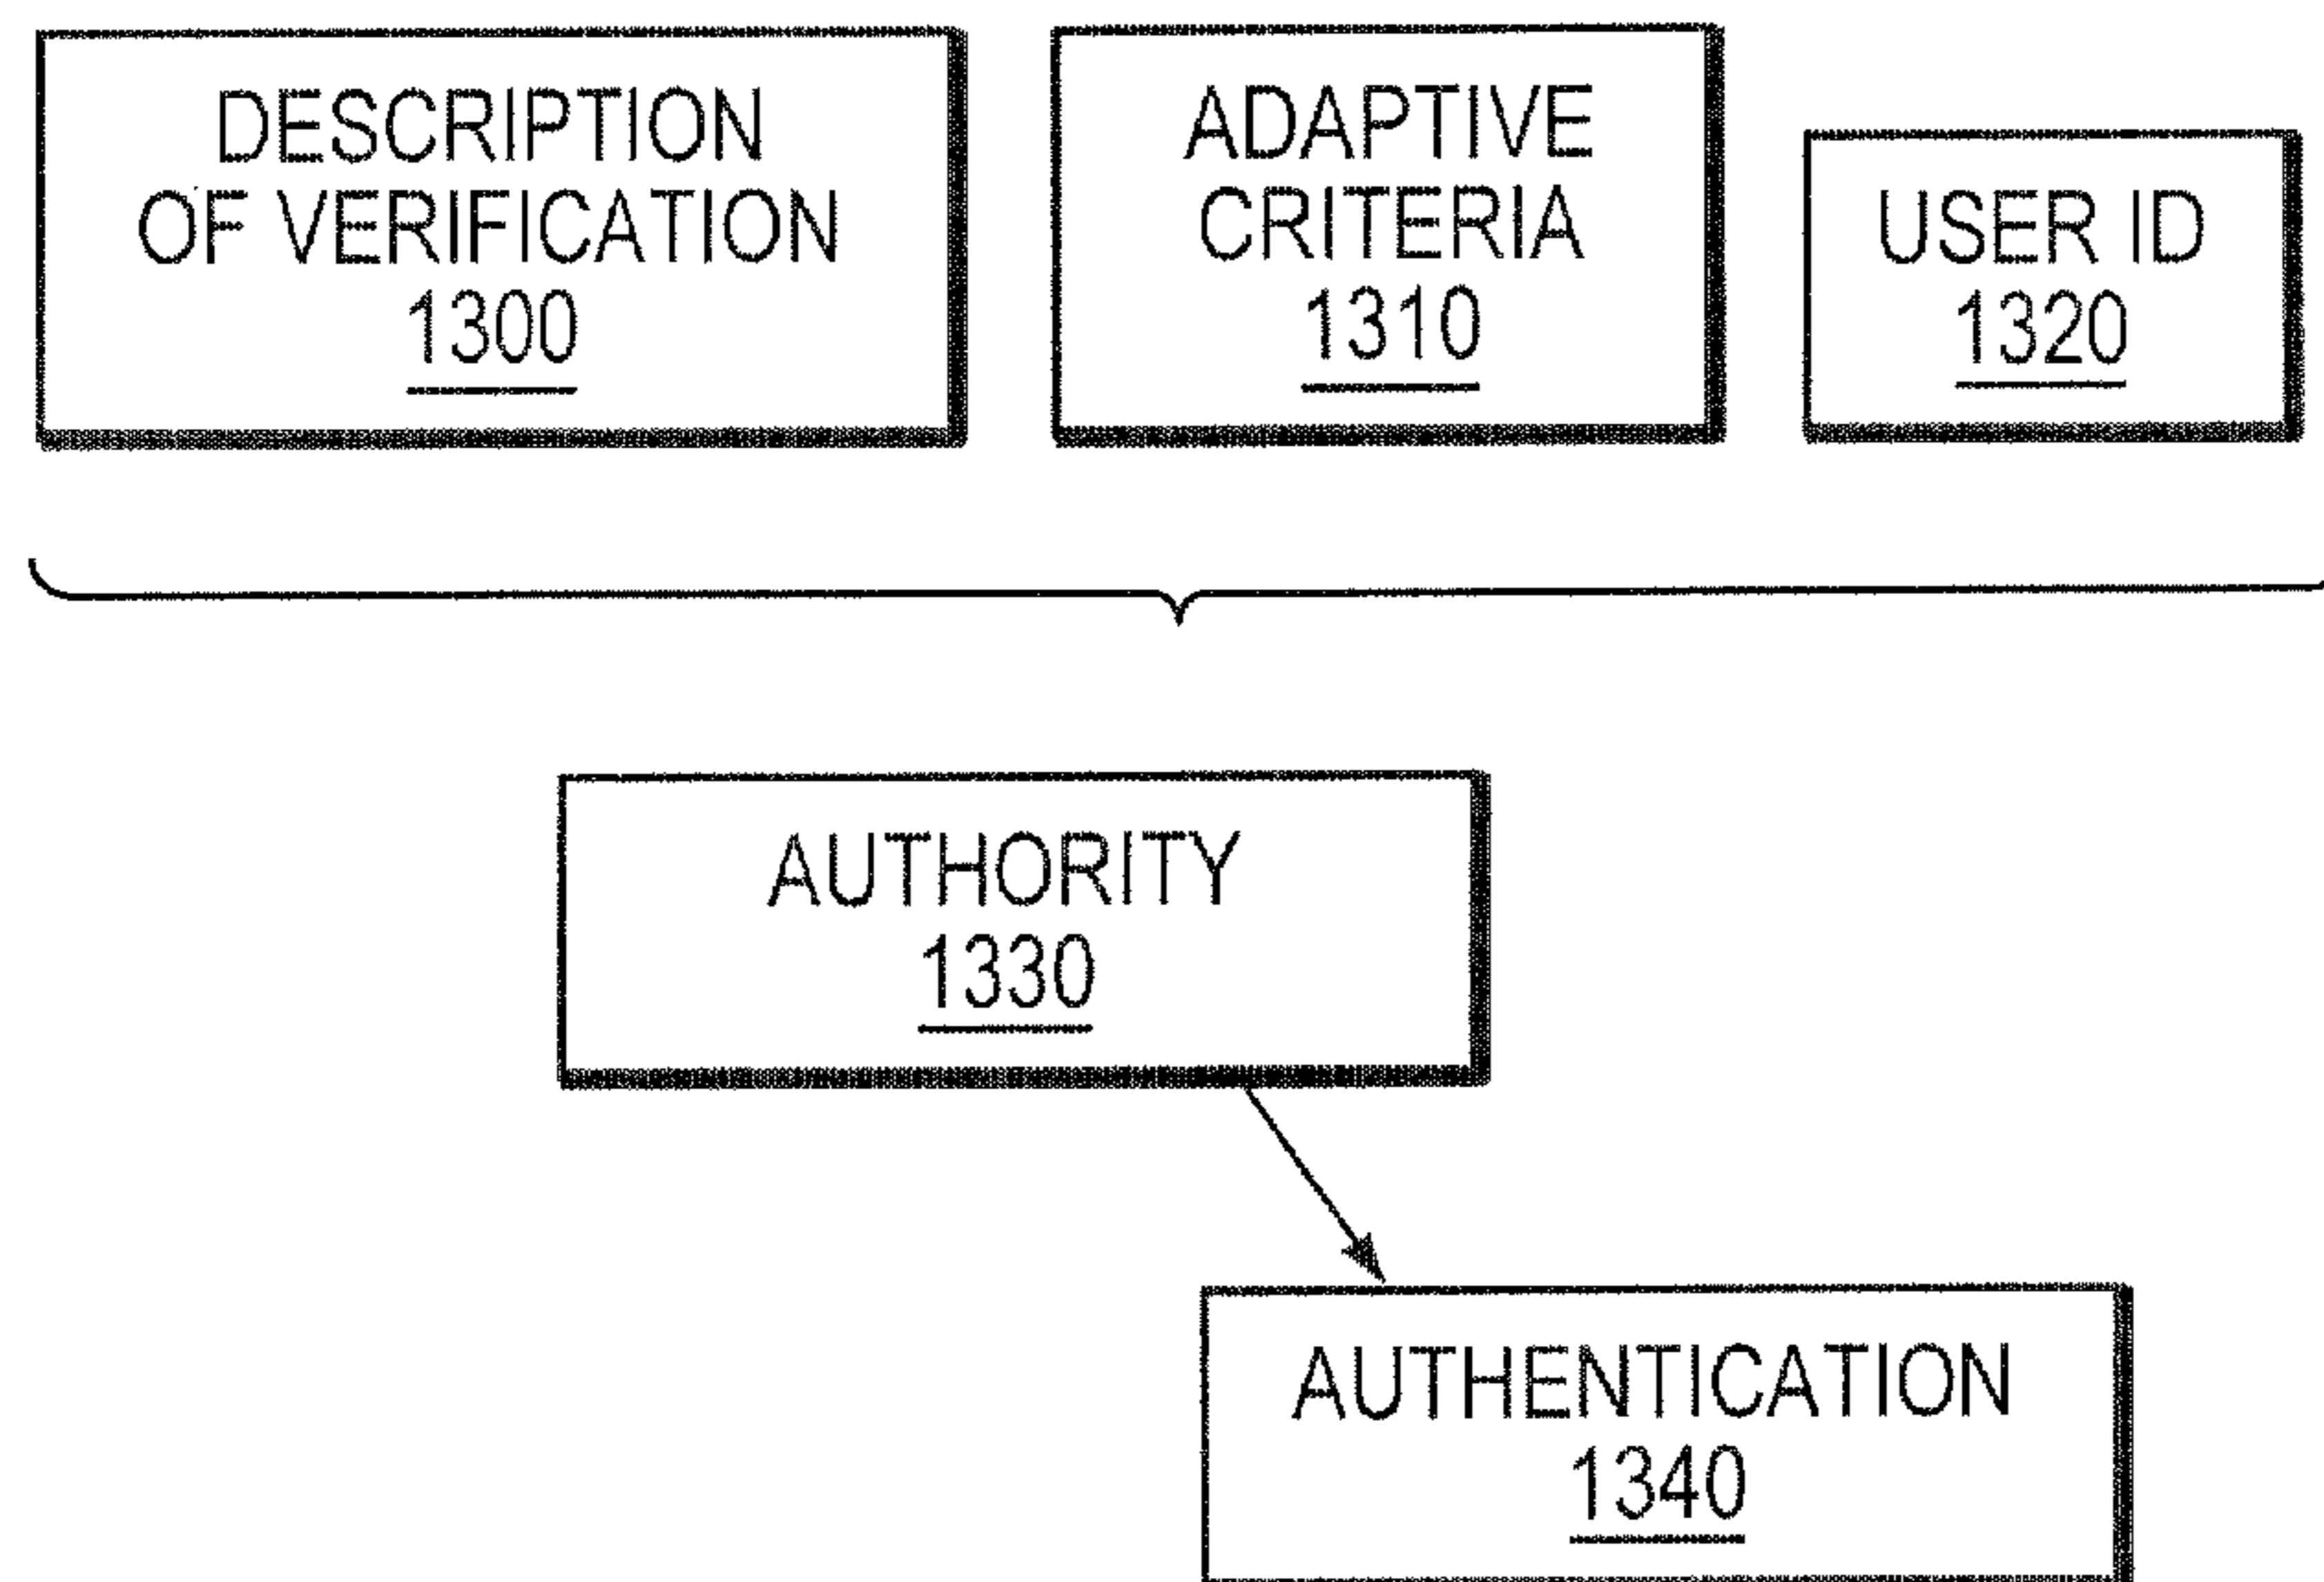 DESCRIPTION
OF VERIFICATION
1300
ADAPTIVE
CRITERIA
1310
USER ID
1320
AUTHORITY
1330
AUTHENTICATION
1340